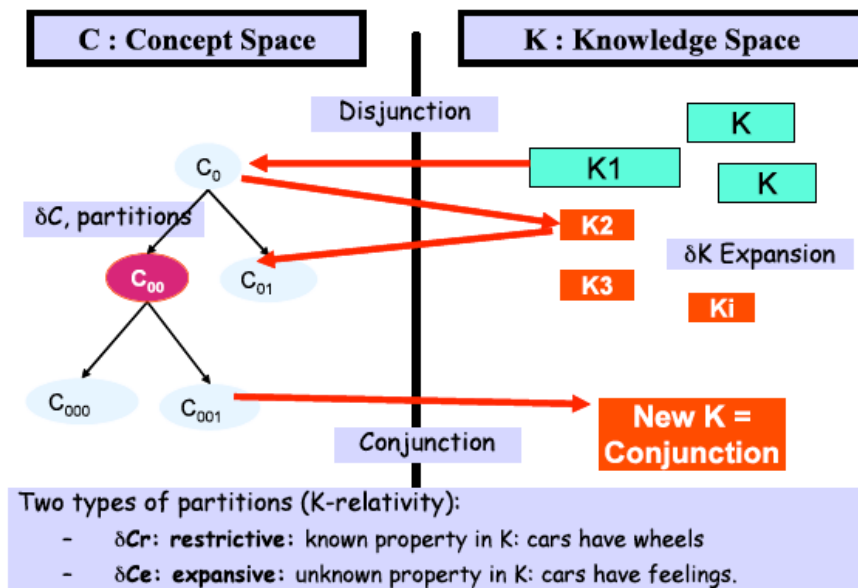 C : Concept Space
K : Knowledge Space
Disjunction
K
K1
K
C₀
δC, partitions
K2
δK Expansion
C₀₀
C₀₁
K3
Ki
C₀₀₀
C₀₀₁
New K =
Conjunction
Conjunction
Two types of partitions (K-relativity):
- δCr: restrictive: known property in K: cars have wheels
- δCe: expansive: unknown property in K: cars have feelings.